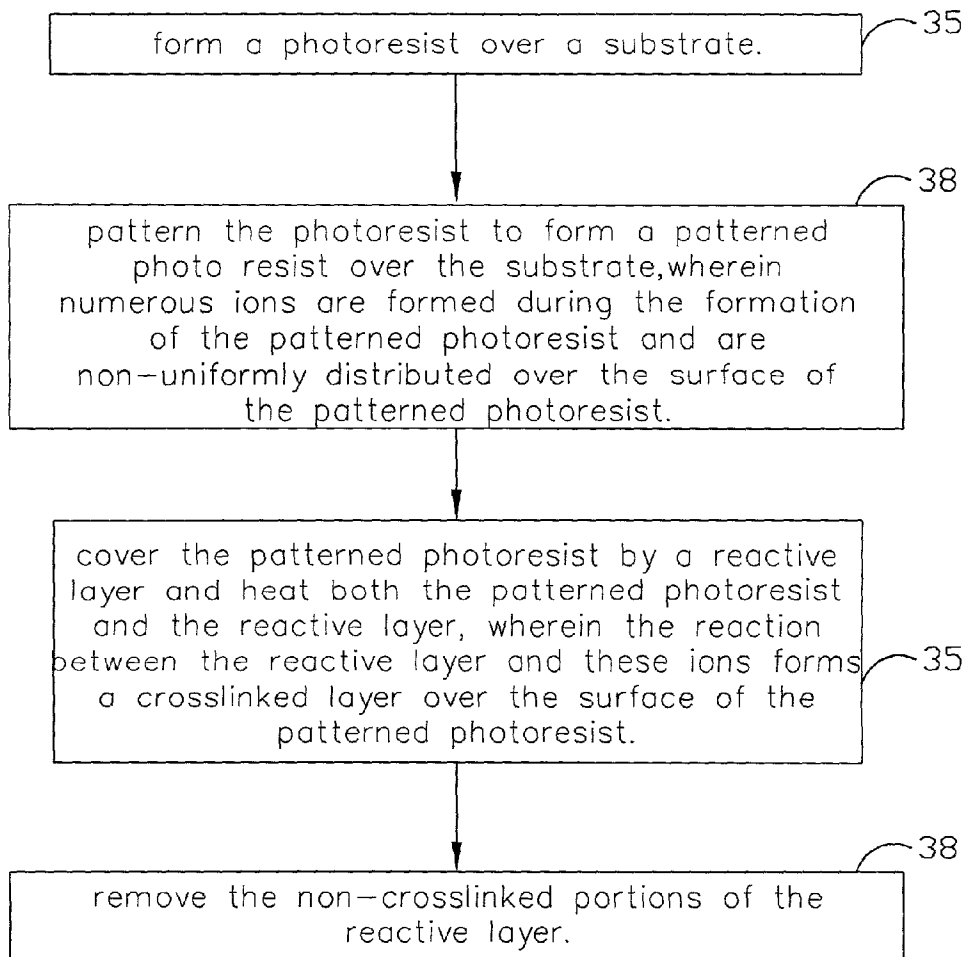 form a photoresist over a substrate.
35
38
pattern the photoresist to form a patterned
photo resist over the substrate,wherein
numerous ions are formed during the formation
of the patterned photoresist and are
non-uniformly distributed over the surface of
the patterned photoresist.
cover the patterned photoresist by a reactive
layer and heat both the patterned photoresist
and the reactive layer, wherein the reaction
between the reactive layer and these ions forms
35
a crosslinked layer over the surface of the
patterned photoresist.
38
remove the non-crosslinked portions of the
reactive layer.